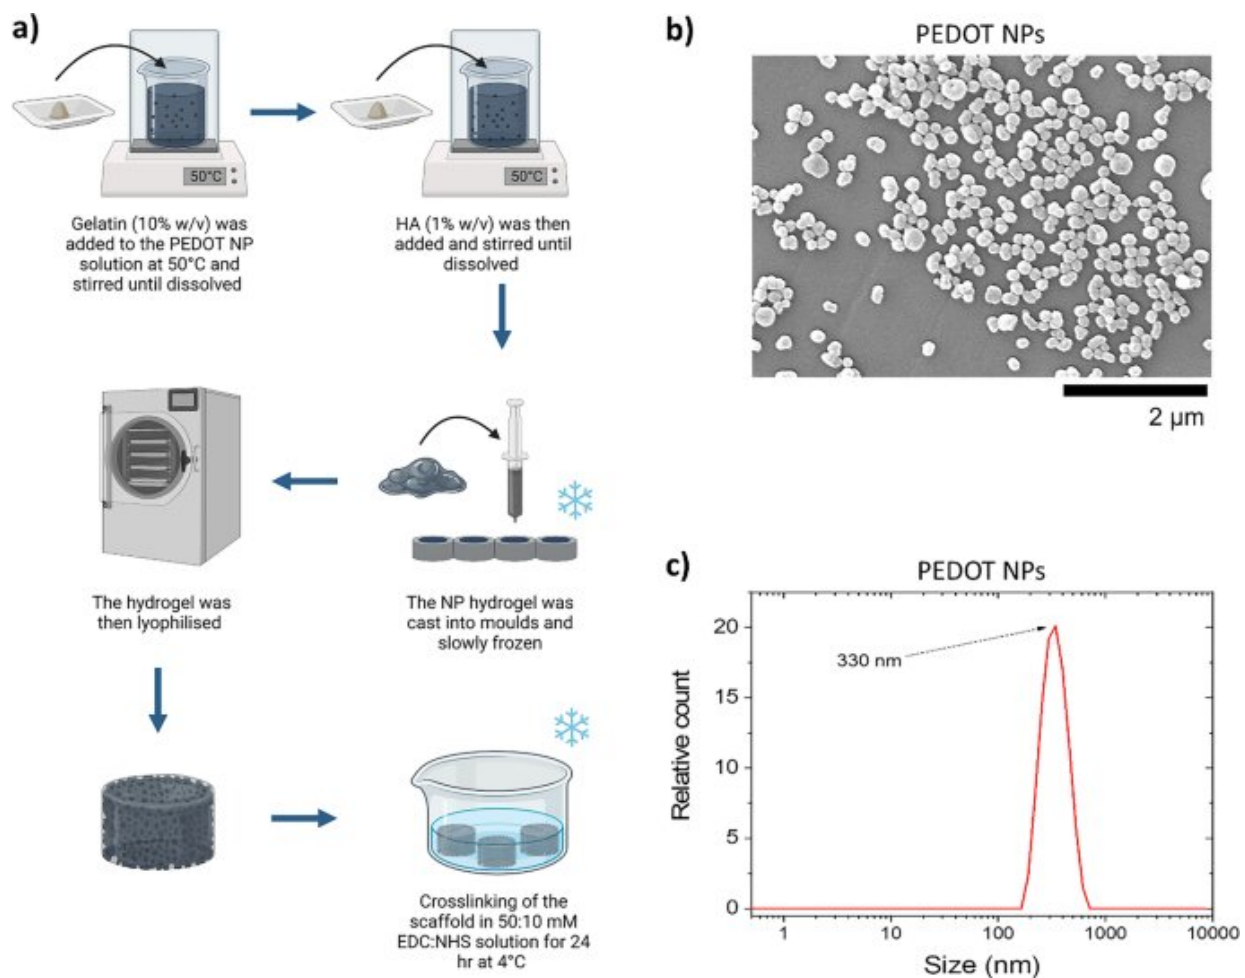 a)
50°C
50°C
Gelatin (10% w/v) was
added to the PEDOT NP
solution at 50°C and
stirred until dissolved
HA (1% w/v) was then
added and stirred until
dissolved
The NP hydrogel was
cast into moulds and
slowly frozen
The hydrogel was
then lyophilised
Crosslinking of the
scaffold in 50:10 mM
EDC:NHS solution for 24
hr at 4°C
b)
PEDOT NPs
2 µm
c)
PEDOT NPs
20
15
10
5
0
Relative count
330 nm
1
10
100
1000
10000
Size (nm)